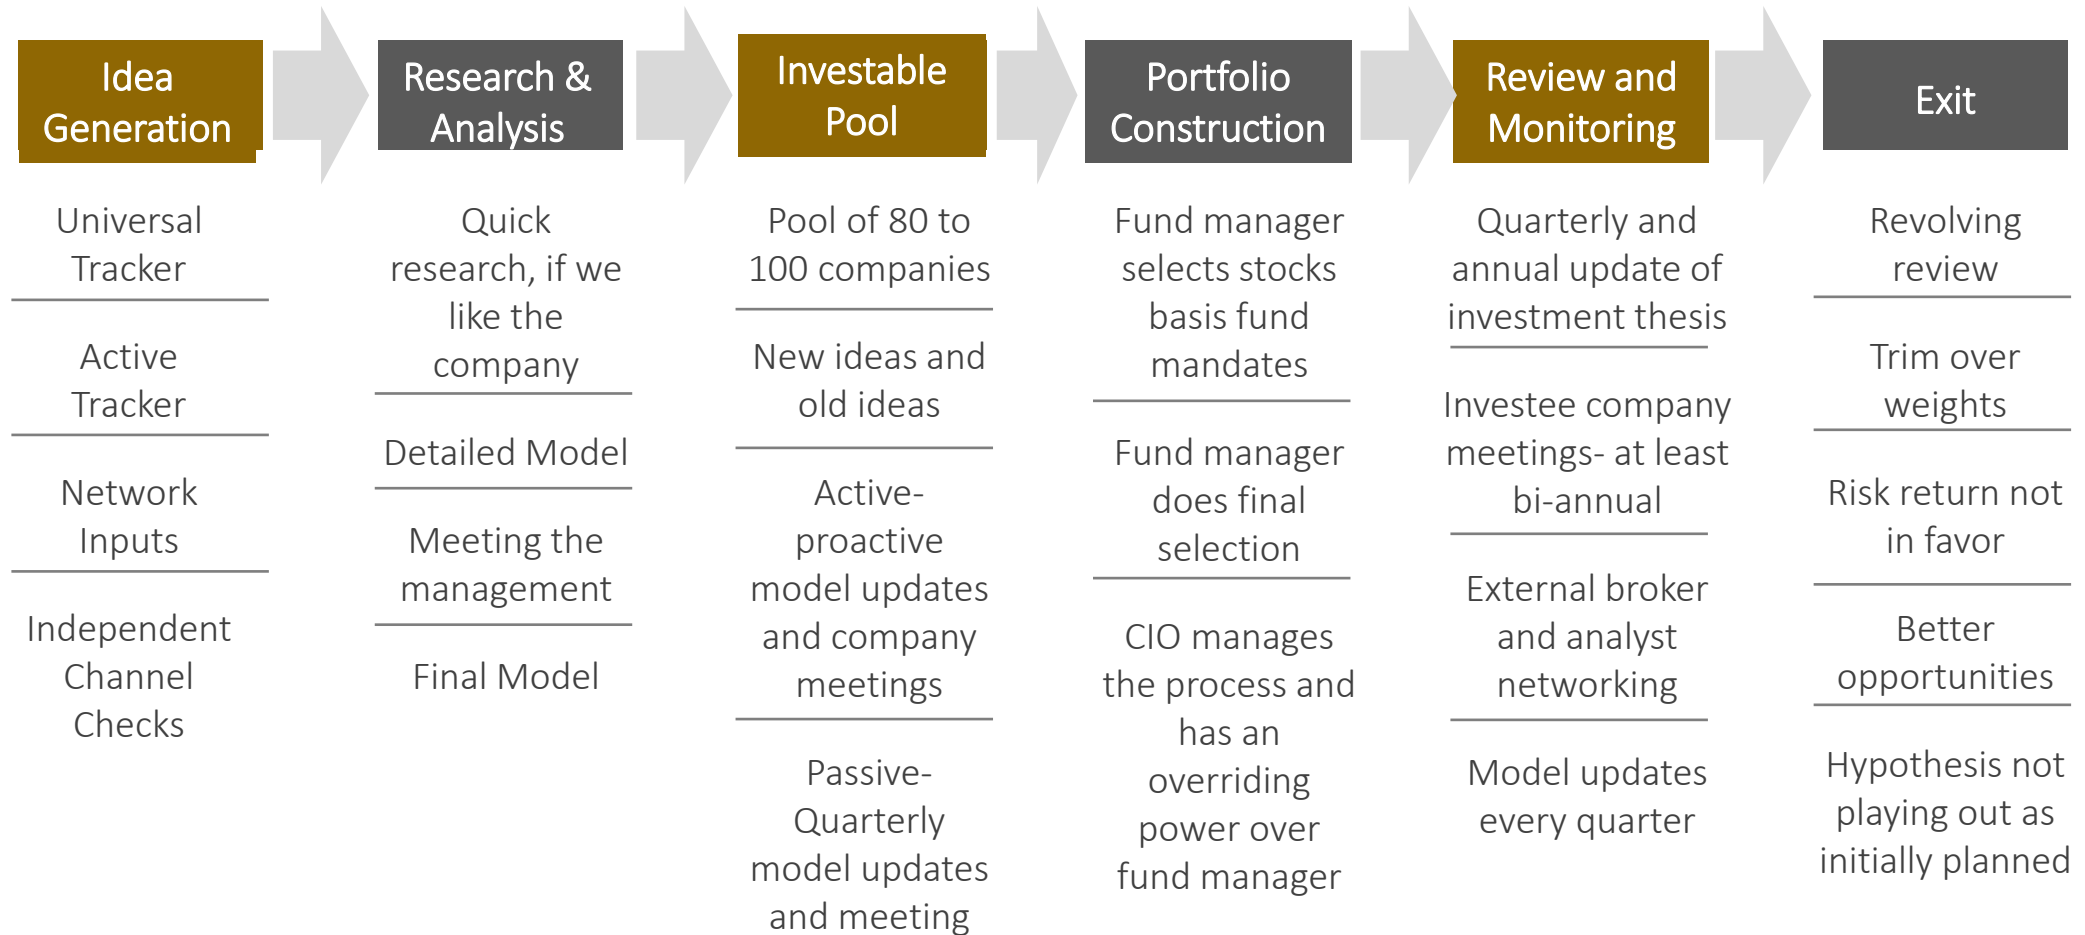 Idea
Generation
Research &
Analysis
Investable
Pool
Portfolio
Construction
Review and
Monitoring
Exit
Universal
Tracker
Active
Tracker
Network
Inputs
Independent
Channel
Checks
Quick
research, if we
like the
company
Detailed Model
Meeting the
management
Final Model
Pool of 80 to
100 companies
New ideas and
old ideas
Active-
proactive
model updates
and company
meetings
Passive-
Quarterly
model updates
and meeting
Fund manager
selects stocks
basis fund
mandates
Fund manager
does final
selection
CIO manages
the process and
has an
overriding
power over
fund manager
Quarterly and
annual update of
investment thesis
Investee company
meetings- at least
bi-annual
External broker
and analyst
networking
Model updates
every quarter
Revolving
review
Trim over
weights
Risk return not
in favor
Better
opportunities
Hypothesis not
playing out as
initially planned